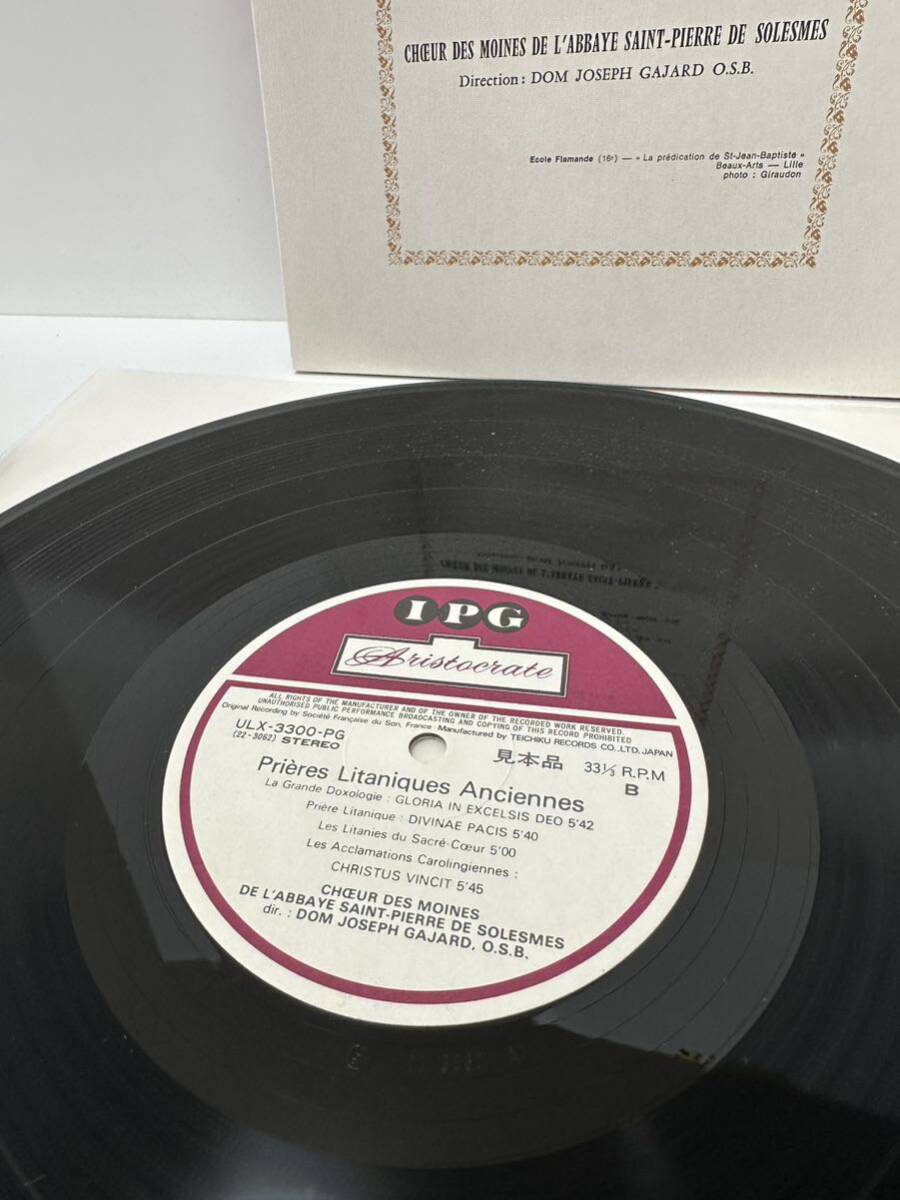 CHŒUR DES MOINES DE L'ABBAYE SAINT-PIERRE DE SOLESMES
Direction: DOM JOSEPH GAJARD O.S.B.
Ecole Flamande (16e) — « La prédication de St-Jean-Baptiste »
Beaux-Arts — Lille
photo : Giraudon
IPG
Aristocrate
ALL RIGHTS OF THE MANUFACTURER AND OF THE OWNER OF THE RECORDED WORK RESERVED.
UNAUTHORISED PUBLIC PERFORMANCE BROADCASTING AND COPYING OF THIS RECORD PROHIBITED
Original Recording by Société Française du Son, France · Manufactured by TEICHIKU RECORDS CO., LTD. JAPAN
ULX-3300-PG
(22-3062) STEREO
見本品 33⅓ R.P.M
B
Prières Litaniques Anciennes
La Grande Doxologie : GLORIA IN EXCELSIS DEO 5'42
Prière Litanique : DIVINAE PACIS 5'40
Les Litanies du Sacré-Cœur 5'00
Les Acclamations Carolingiennes :
CHRISTUS VINCIT 5'45
CHŒUR DES MOINES
DE L'ABBAYE SAINT-PIERRE DE SOLESMES
dir. : DOM JOSEPH GAJARD, O.S.B.